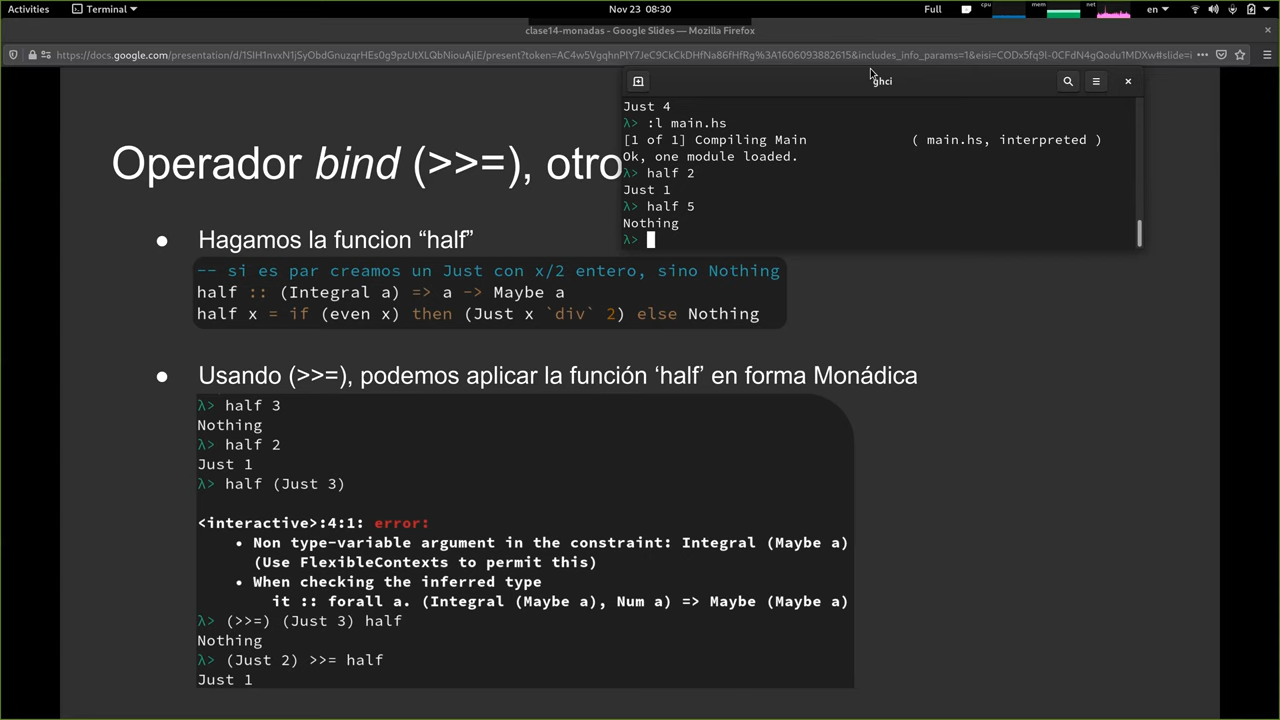 Activities
Terminal
Nov 23 08:30
Full
cpu
mem
net
en
clase14-monadas - Google Slides — Mozilla Firefox
ghci
Just 4
λ> :l main.hs
[1 of 1] Compiling Main ( main.hs, interpreted )
Ok, one module loaded.
λ> half 2
Just 1
λ> half 5
Nothing
λ>
Operador bind (>>=), otro
● Hagamos la funcion “half”
-- si es par creamos un Just con x/2 entero, sino Nothing
half :: (Integral a) => a -> Maybe a
half x = if (even x) then (Just x `div` 2) else Nothing
● Usando (>>=), podemos aplicar la función ‘half’ en forma Monádica
λ> half 3
Nothing
λ> half 2
Just 1
λ> half (Just 3)
<interactive>:4:1: error:
• Non type-variable argument in the constraint: Integral (Maybe a)
(Use FlexibleContexts to permit this)
• When checking the inferred type
it :: forall a. (Integral (Maybe a), Num a) => Maybe (Maybe a)
λ> (>>=) (Just 3) half
Nothing
λ> (Just 2) >>= half
Just 1